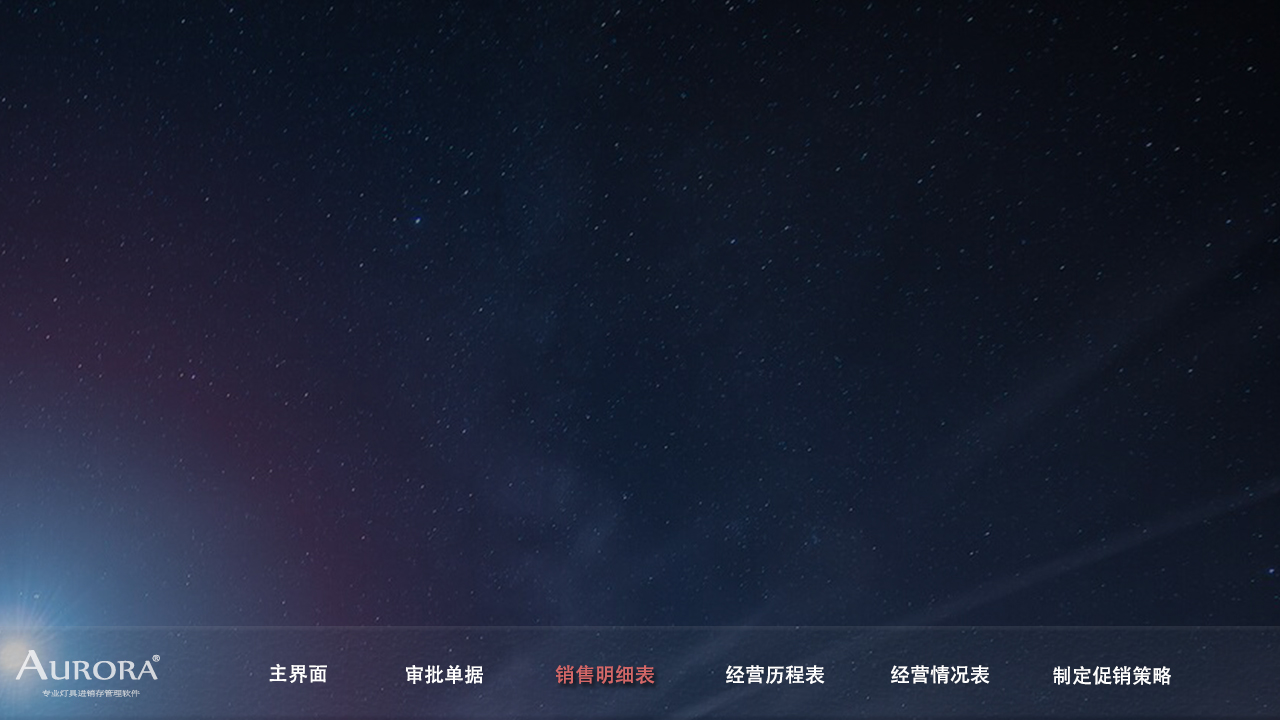 AURORA®
专业灯具进销存管理软件
主界面
审批单据
销售明细表
经营历程表
经营情况表
制定促销策略